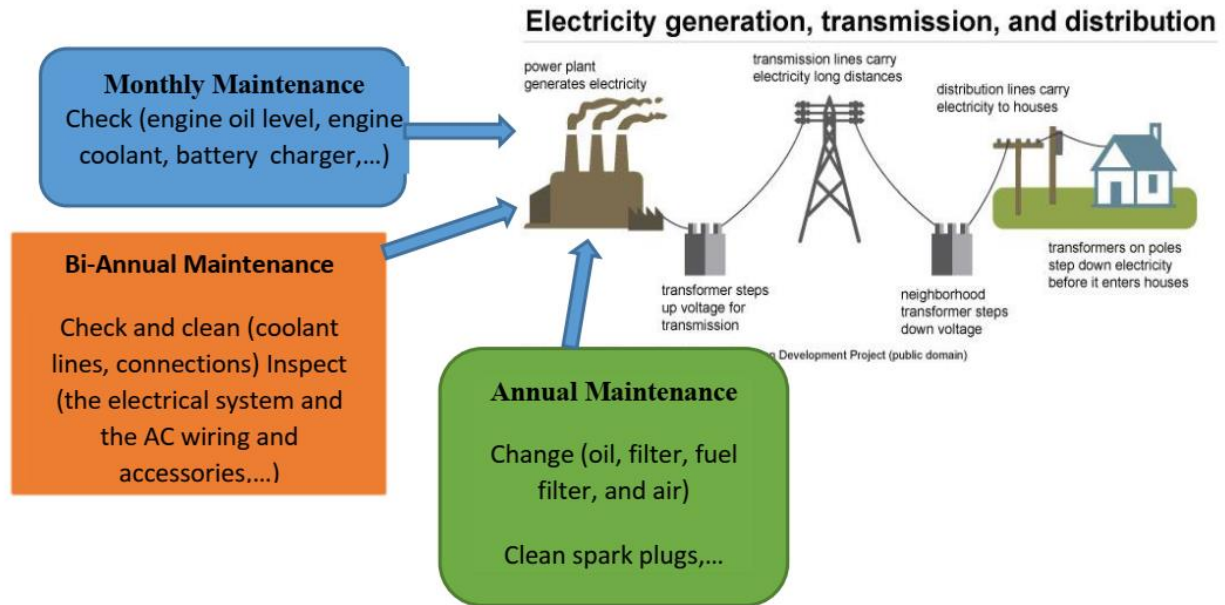 Electricity generation, transmission, and distribution
Monthly Maintenance
Check (engine oil level, engine
coolant, battery charger,…)
power plant
generates electricity
transmission lines carry
electricity long distances
distribution lines carry
electricity to houses
Bi-Annual Maintenance
Check and clean (coolant
lines, connections) Inspect
(the electrical system and
the AC wiring and
accessories,…)
transformer steps
up voltage for
transmission
neighborhood
transformer steps
down voltage
transformers on poles
step down electricity
before it enters houses
Development Project (public domain)
Annual Maintenance
Change (oil, filter, fuel
filter, and air)
Clean spark plugs,…